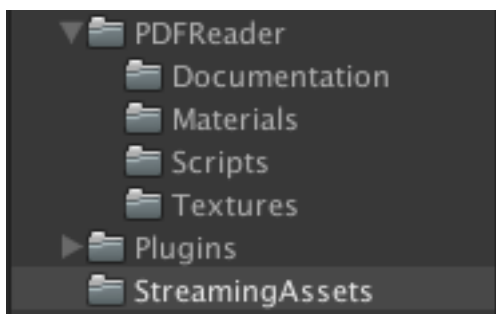 PDFReader
Documentation
Materials
Scripts
Textures
Plugins
StreamingAssets